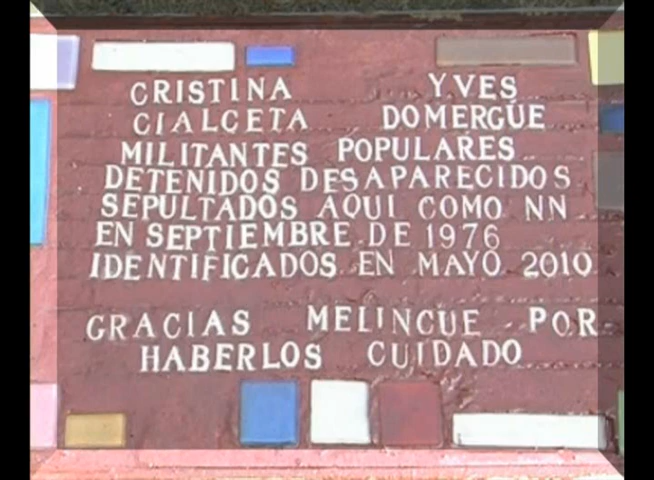 CRISTINA YVES
CIALCETA DOMERGUE
MILITANTES POPULARES
DETENIDOS DESAPARECIDOS
SEPULTADOS AQUI COMO NN
EN SEPTIEMBRE DE 1976
IDENTIFICADOS EN MAYO 2010
GRACIAS MELINCUE POR
HABERLOS CUIDADO